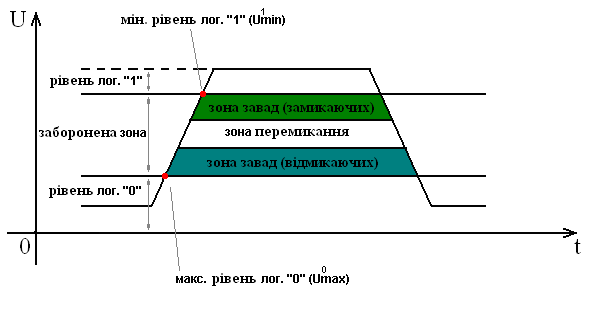 U
мін. рівень лог. "1" (U¹min)
рівень лог. "1"
зона завад (замикаючих)
заборонена зона
зона перемикання
зона завад (відмикаючих)
рівень лог. "0"
0
t
макс. рівень лог. "0" (U⁰max)